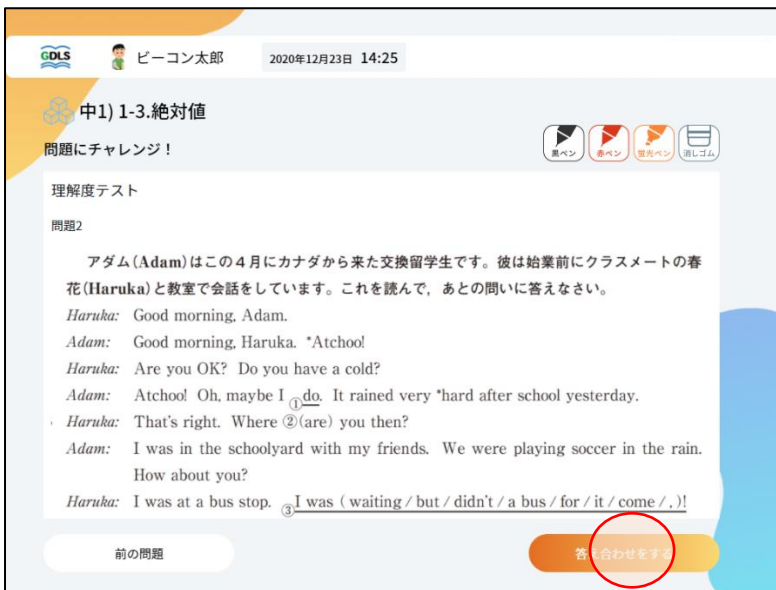 GDLS ビーコン太郎 2020年12月23日 14:25
中1) 1-3.絶対値
問題にチャレンジ！
黒ペン 赤ペン 蛍光ペン 消しゴム
理解度テスト
問題2
アダム(Adam)はこの4月にカナダから来た交換留学生です。彼は始業前にクラスメートの春
花(Haruka)と教室で会話をしています。これを読んで，あとの問いに答えなさい。
Haruka: Good morning, Adam.
Adam: Good morning, Haruka. *Atchoo!
Haruka: Are you OK? Do you have a cold?
Adam: Atchoo! Oh, maybe I ①do. It rained very *hard after school yesterday.
Haruka: That's right. Where ②(are) you then?
Adam: I was in the schoolyard with my friends. We were playing soccer in the rain.
How about you?
Haruka: I was at a bus stop. ③I was ( waiting / but / didn't / a bus / for / it / come / , )!
前の問題 答え合わせをする